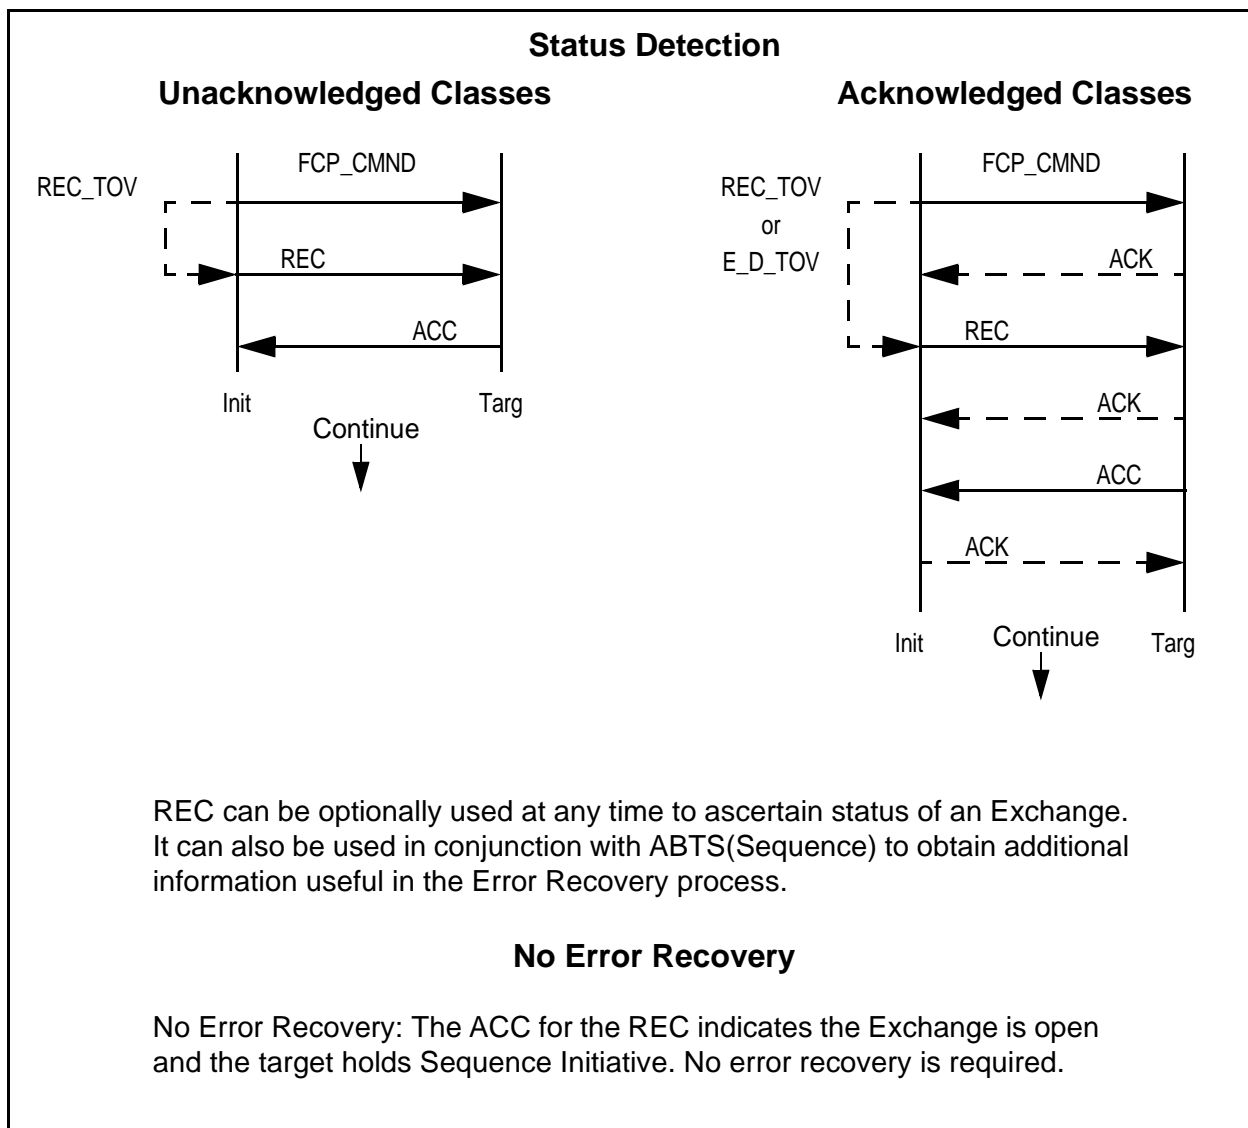 Status Detection
Unacknowledged Classes
FCP_CMND
REC_TOV
REC
ACC
Init
Targ
Continue
Acknowledged Classes
FCP_CMND
REC_TOV
or
E_D_TOV
ACK
REC
ACK
ACC
ACK
Init
Continue
Targ
REC can be optionally used at any time to ascertain status of an Exchange.
It can also be used in conjunction with ABTS(Sequence) to obtain additional
information useful in the Error Recovery process.
No Error Recovery
No Error Recovery: The ACC for the REC indicates the Exchange is open
and the target holds Sequence Initiative. No error recovery is required.